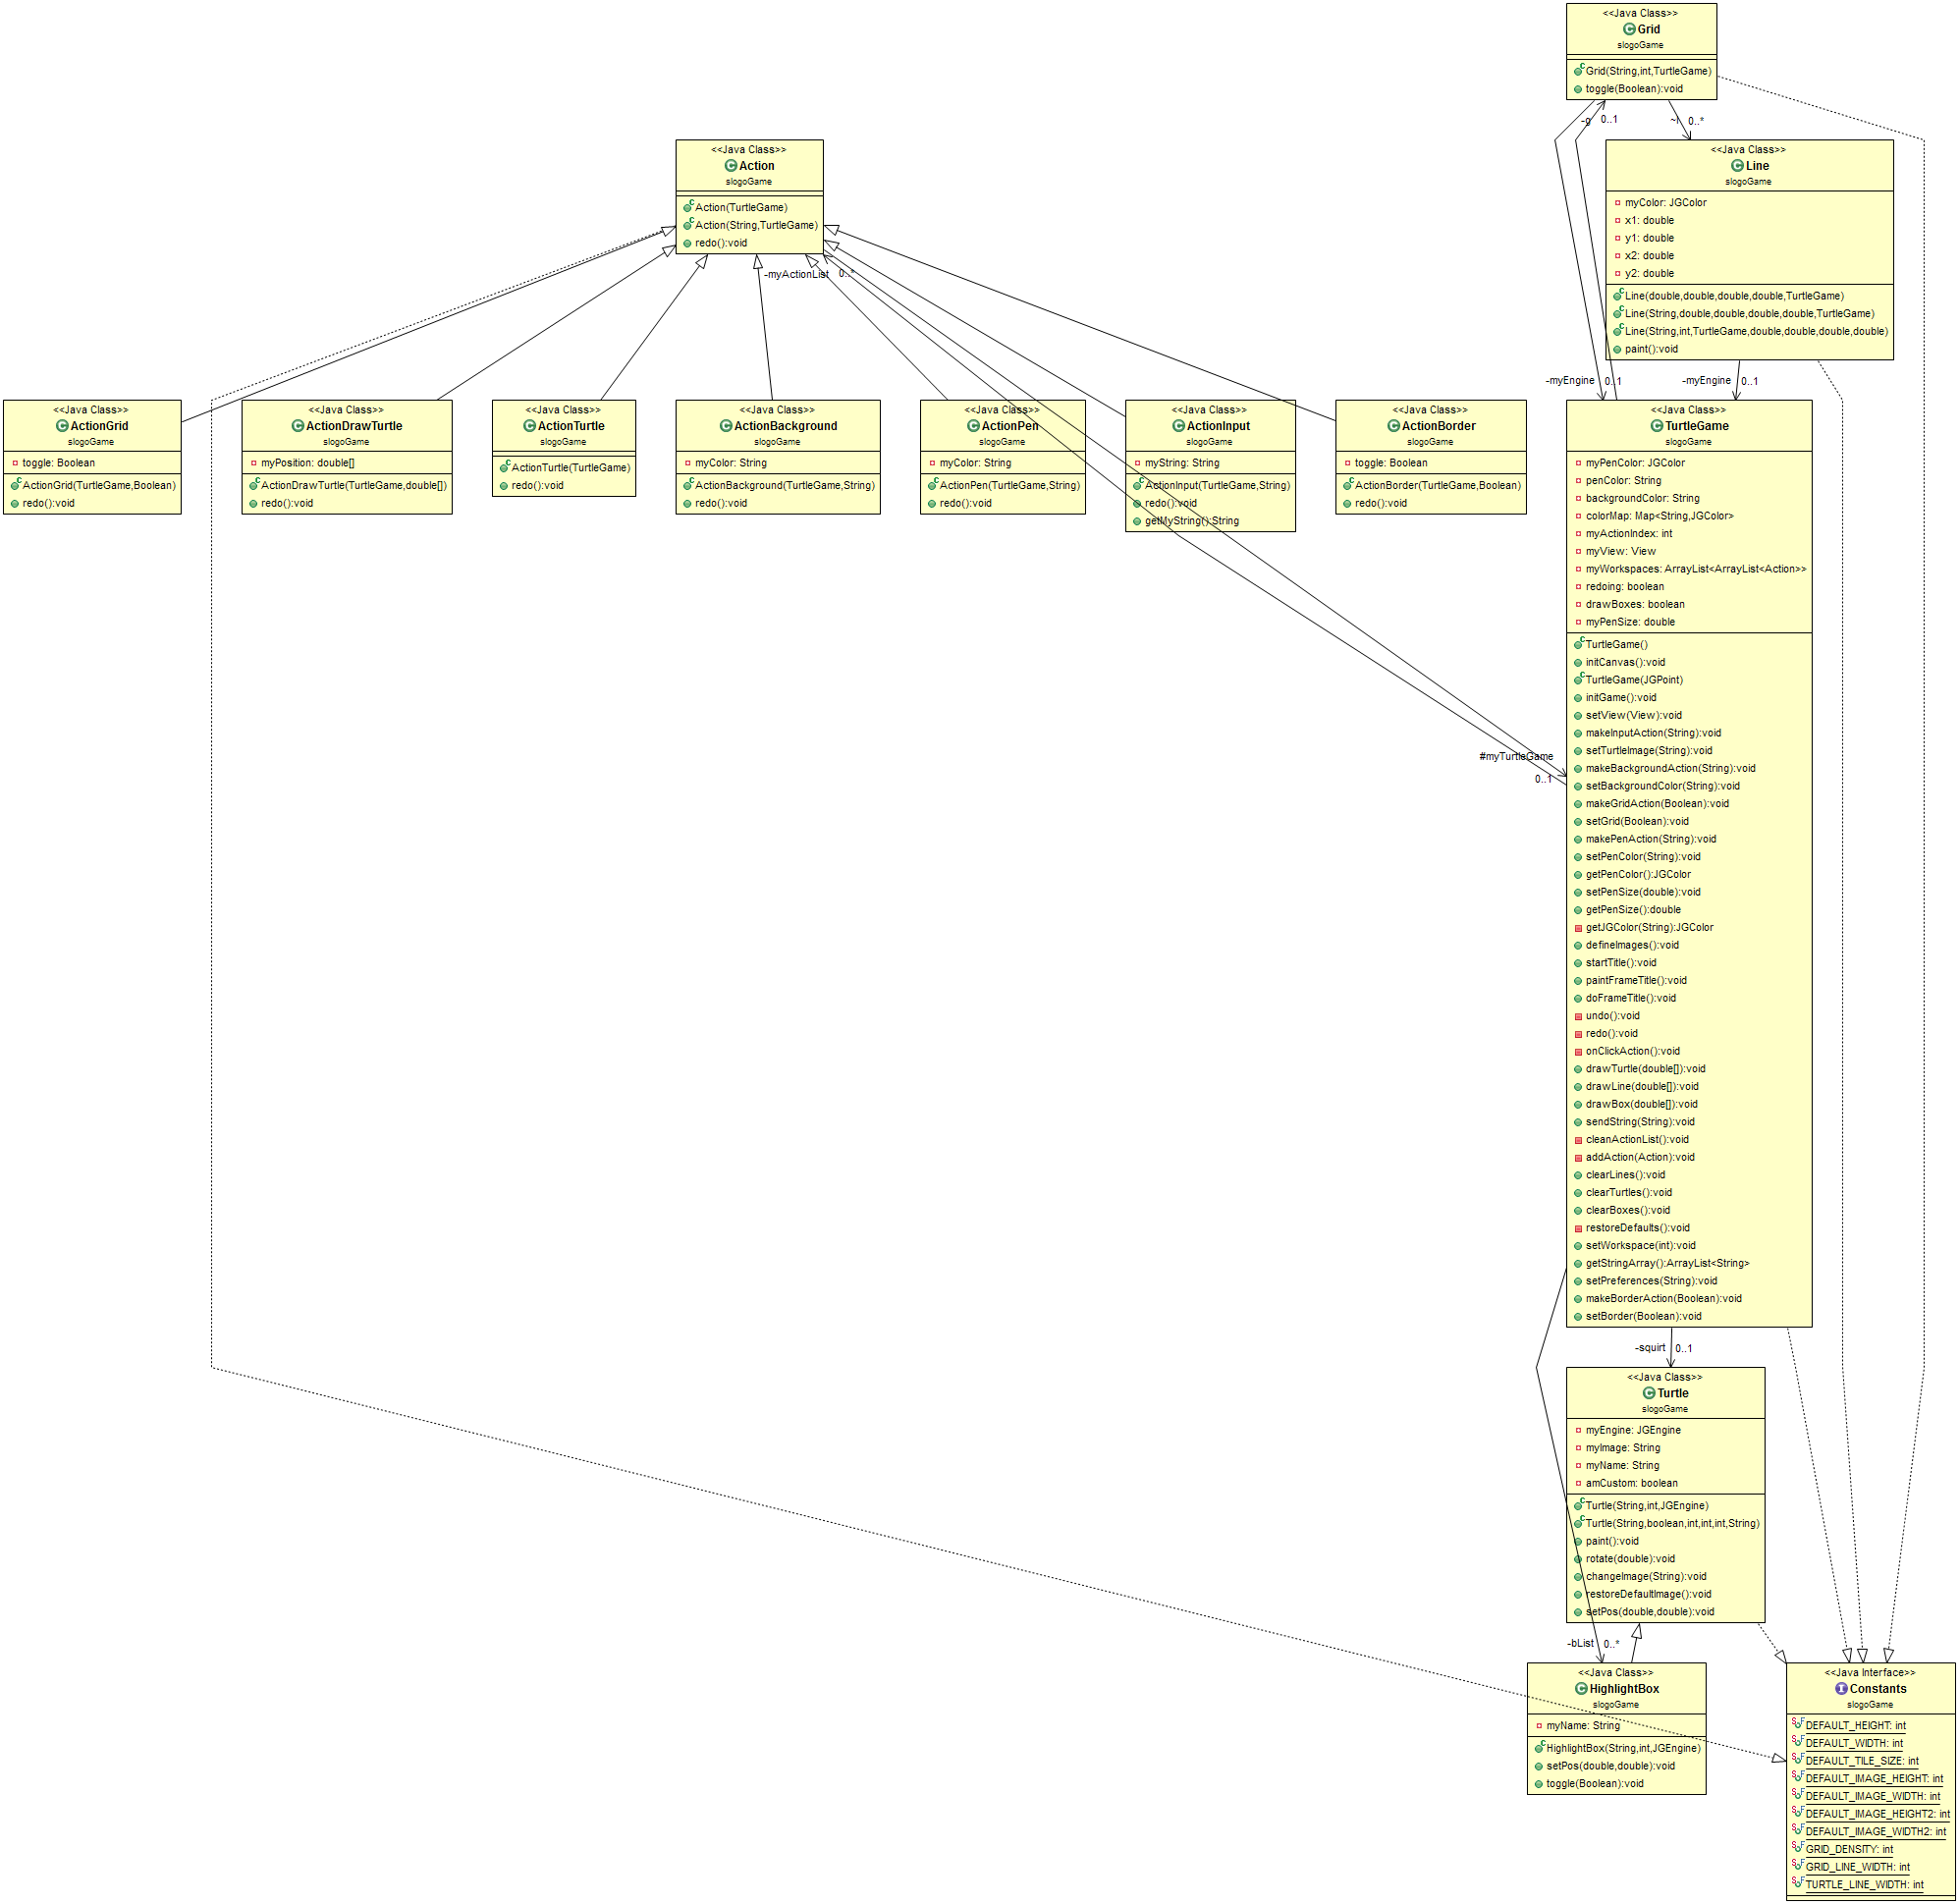 <<Java Class>>
Grid
slogoGame
Grid(String,int,TurtleGame)
toggle(Boolean):void
-g 0..1
0..*
<<Java Class>>
Action
slogoGame
Action(TurtleGame)
Action(String,TurtleGame)
redo():void
-myActionList 0..*
<<Java Class>>
Line
slogoGame
myColor: JGColor
x1: double
y1: double
x2: double
y2: double
Line(double,double,double,double,TurtleGame)
Line(String,double,double,double,double,TurtleGame)
Line(String,int,TurtleGame,double,double,double,double)
paint():void
-myEngine 0..1
-myEngine 0..1
<<Java Class>>
ActionGrid
slogoGame
toggle: Boolean
ActionGrid(TurtleGame,Boolean)
redo():void
<<Java Class>>
ActionDrawTurtle
slogoGame
myPosition: double[]
ActionDrawTurtle(TurtleGame,double[])
redo():void
<<Java Class>>
ActionTurtle
slogoGame
ActionTurtle(TurtleGame)
redo():void
<<Java Class>>
ActionBackground
slogoGame
myColor: String
ActionBackground(TurtleGame,String)
redo():void
<<Java Class>>
ActionPen
slogoGame
myColor: String
ActionPen(TurtleGame,String)
redo():void
<<Java Class>>
ActionInput
slogoGame
myString: String
ActionInput(TurtleGame,String)
redo():void
getMyString():String
<<Java Class>>
ActionBorder
slogoGame
toggle: Boolean
ActionBorder(TurtleGame,Boolean)
redo():void
<<Java Class>>
TurtleGame
slogoGame
myPenColor: JGColor
penColor: String
backgroundColor: String
colorMap: Map<String,JGColor>
myActionIndex: int
myView: View
myWorkspaces: ArrayList<ArrayList<Action>>
redoing: boolean
drawBoxes: boolean
myPenSize: double
TurtleGame()
initCanvas():void
TurtleGame(JGPoint)
initGame():void
setView(View):void
makeInputAction(String):void
setTurtleImage(String):void
makeBackgroundAction(String):void
setBackgroundColor(String):void
makeGridAction(Boolean):void
setGrid(Boolean):void
makePenAction(String):void
setPenColor(String):void
getPenColor():JGColor
setPenSize(double):void
getPenSize():double
getJGColor(String):JGColor
defineImages():void
startTitle():void
paintFrameTitle():void
doFrameTitle():void
undo():void
redo():void
onClickAction():void
drawTurtle(double[]):void
drawLine(double[]):void
drawBox(double[]):void
sendString(String):void
cleanActionList():void
addAction(Action):void
clearLines():void
clearTurtles():void
clearBoxes():void
restoreDefaults():void
setWorkspace(int):void
getStringArray():ArrayList<String>
setPreferences(String):void
makeBorderAction(Boolean):void
setBorder(Boolean):void
#myTurtleGame
0..1
-squirt 0..1
<<Java Class>>
Turtle
slogoGame
myEngine: JGEngine
myImage: String
myName: String
amCustom: boolean
Turtle(String,int,JGEngine)
Turtle(String,boolean,int,int,int,String)
paint():void
rotate(double):void
changeImage(String):void
restoreDefaultImage():void
setPos(double,double):void
-bList 0..*
<<Java Class>>
HighlightBox
slogoGame
myName: String
HighlightBox(String,int,JGEngine)
setPos(double,double):void
toggle(Boolean):void
<<Java Interface>>
Constants
slogoGame
DEFAULT_HEIGHT: int
DEFAULT_WIDTH: int
DEFAULT_TILE_SIZE: int
DEFAULT_IMAGE_HEIGHT: int
DEFAULT_IMAGE_WIDTH: int
DEFAULT_IMAGE_HEIGHT2: int
DEFAULT_IMAGE_WIDTH2: int
GRID_DENSITY: int
GRID_LINE_WIDTH: int
TURTLE_LINE_WIDTH: int